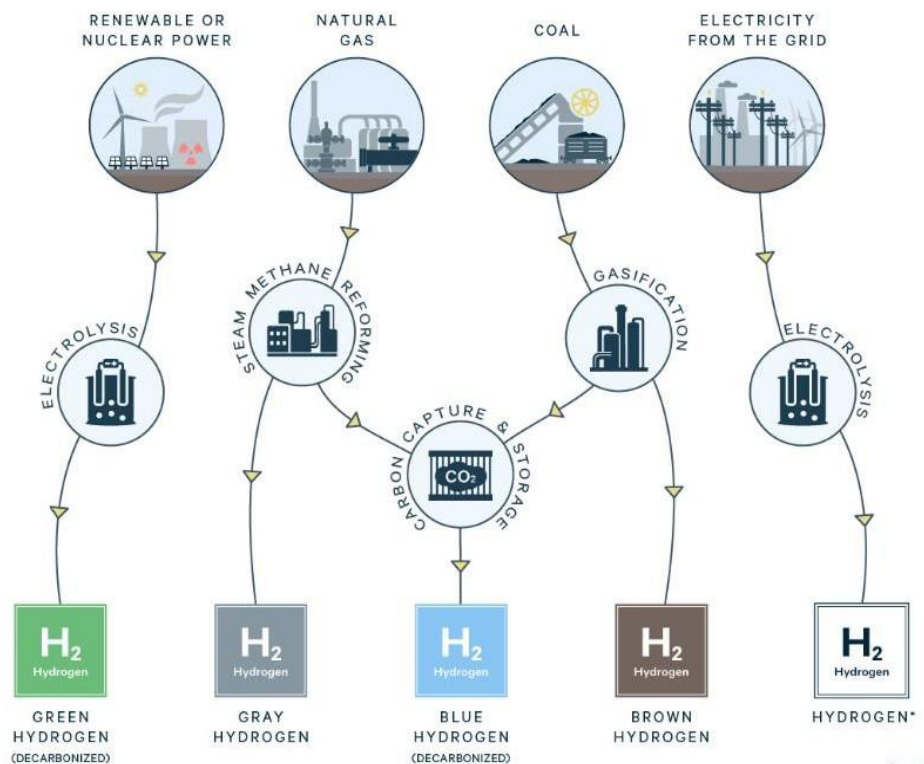 RENEWABLE OR
NUCLEAR POWER
NATURAL
GAS
COAL
ELECTRICITY
FROM THE GRID
ELECTROLYSIS
STEAM METHANE REFORMING
GASIFICATION
ELECTROLYSIS
CARBON CAPTURE & STORAGE
CO₂
H₂
Hydrogen
H₂
Hydrogen
H₂
Hydrogen
H₂
Hydrogen
H₂
Hydrogen
GREEN
HYDROGEN
(DECARBONIZED)
GRAY
HYDROGEN
BLUE
HYDROGEN
(DECARBONIZED)
BROWN
HYDROGEN
HYDROGEN*